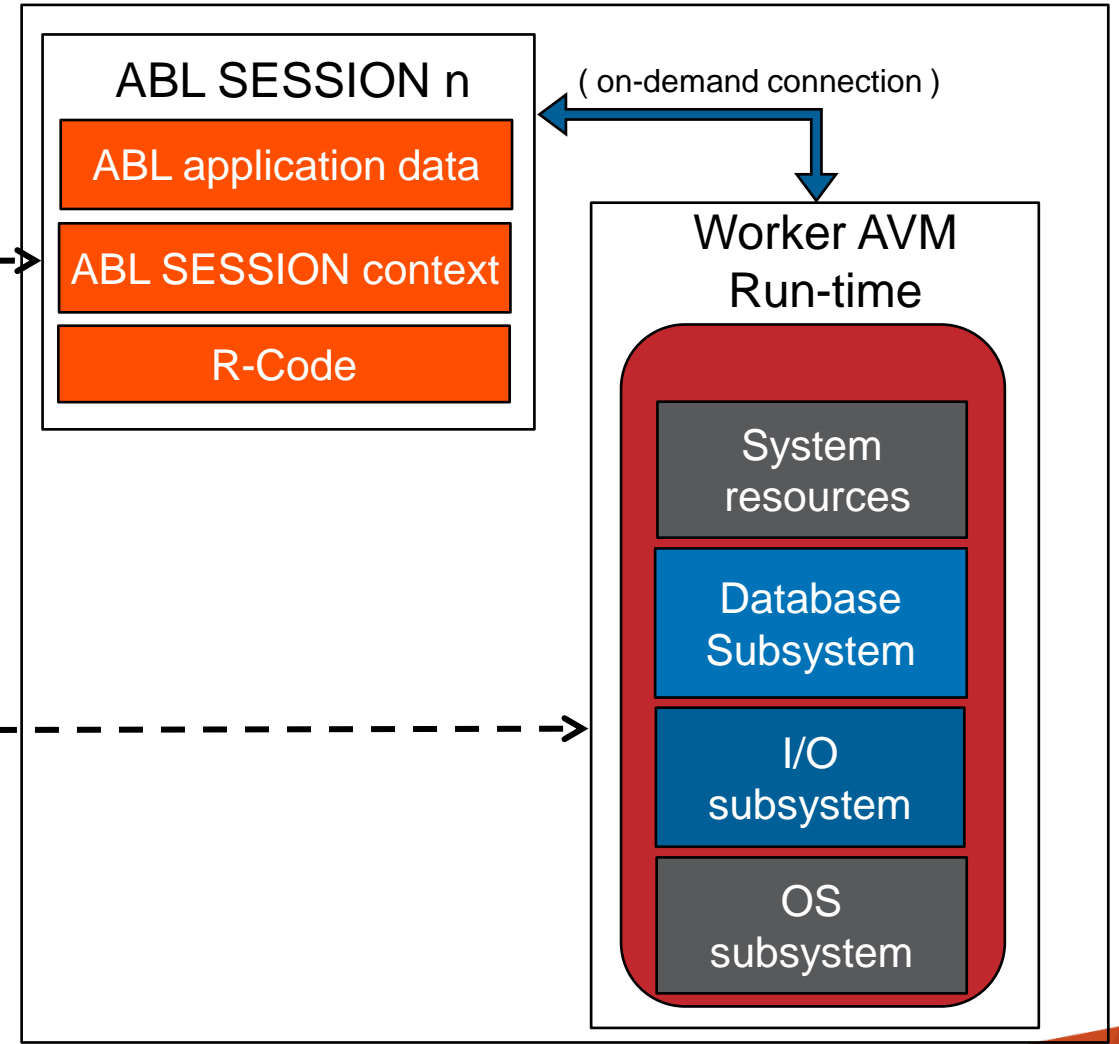 ABL SESSION n
ABL application data
ABL SESSION context
R-Code
( on-demand connection )
Worker AVM
Run-time
System
resources
Database
Subsystem
I/O
subsystem
OS
subsystem